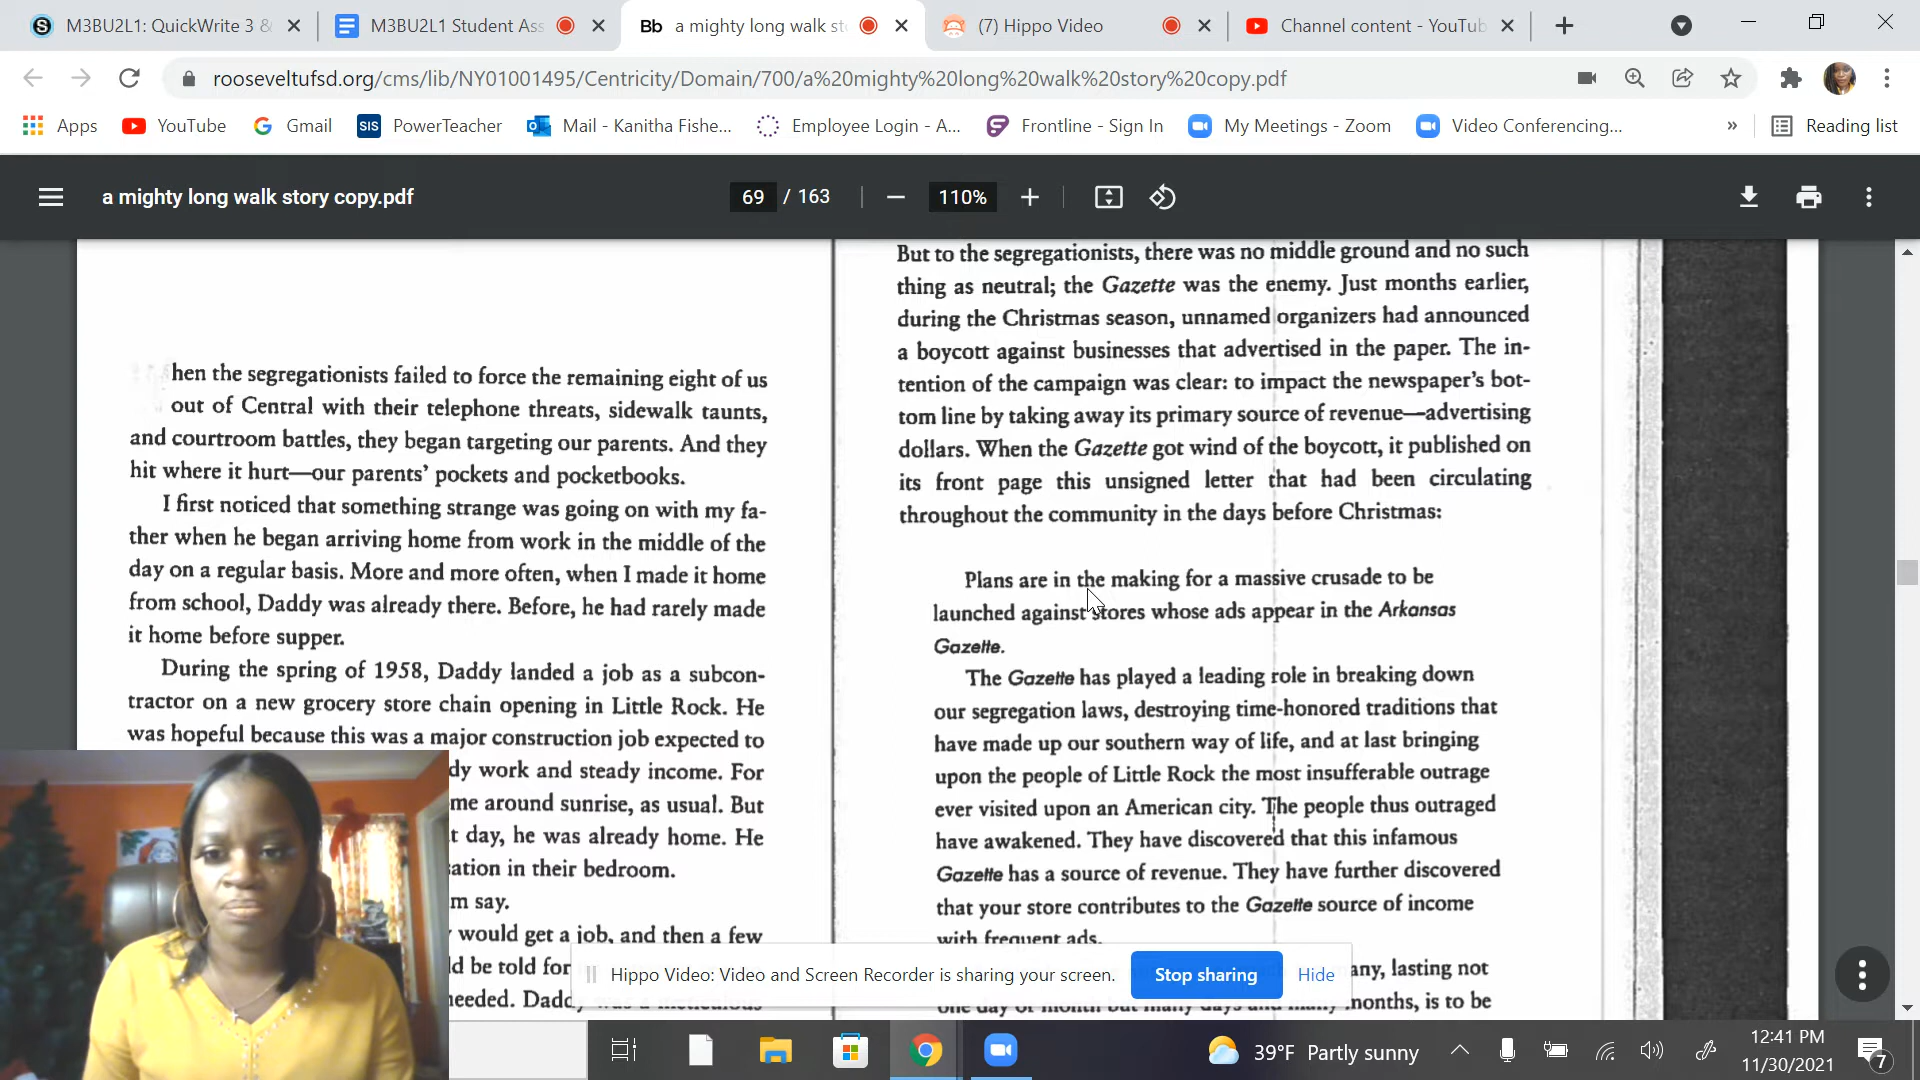 M3BU2L1: QuickWrite 3 &
M3BU2L1 Student Ass
Bb a mighty long walk sto
(7) Hippo Video
Channel content - YouTub
rooseveltufsd.org/cms/lib/NY01001495/Centricity/Domain/700/a%20mighty%20long%20walk%20story%20copy.pdf
Apps
YouTube
Gmail
SIS PowerTeacher
Mail - Kanitha Fishe...
Employee Login - A...
Frontline - Sign In
My Meetings - Zoom
Video Conferencing...
»
Reading list
a mighty long walk story copy.pdf
69 / 163
110%
hen the segregationists failed to force the remaining eight of us
out of Central with their telephone threats, sidewalk taunts,
and courtroom battles, they began targeting our parents. And they
hit where it hurt—our parents' pockets and pocketbooks.
I first noticed that something strange was going on with my fa-
ther when he began arriving home from work in the middle of the
day on a regular basis. More and more often, when I made it home
from school, Daddy was already there. Before, he had rarely made
it home before supper.
During the spring of 1958, Daddy landed a job as a subcon-
tractor on a new grocery store chain opening in Little Rock. He
was hopeful because this was a major construction job expected to
dy work and steady income. For
me around sunrise, as usual. But
t day, he was already home. He
sation in their bedroom.
m say.
would get a job, and then a few
ld be told for
needed. Daddy was a meticulous
But to the segregationists, there was no middle ground and no such
thing as neutral; the Gazette was the enemy. Just months earlier,
during the Christmas season, unnamed organizers had announced
a boycott against businesses that advertised in the paper. The in-
tention of the campaign was clear: to impact the newspaper's bot-
tom line by taking away its primary source of revenue—advertising
dollars. When the Gazette got wind of the boycott, it published on
its front page this unsigned letter that had been circulating
throughout the community in the days before Christmas:
Plans are in the making for a massive crusade to be
launched against stores whose ads appear in the Arkansas
Gazette.
The Gazette has played a leading role in breaking down
our segregation laws, destroying time-honored traditions that
have made up our southern way of life, and at last bringing
upon the people of Little Rock the most insufferable outrage
ever visited upon an American city. The people thus outraged
have awakened. They have discovered that this infamous
Gazette has a source of revenue. They have further discovered
that your store contributes to the Gazette source of income
with frequent ads.
any, lasting not
one day or month but many days and many months, is to be
Hippo Video: Video and Screen Recorder is sharing your screen.
Stop sharing
Hide
39°F Partly sunny
12:41 PM
11/30/2021
7